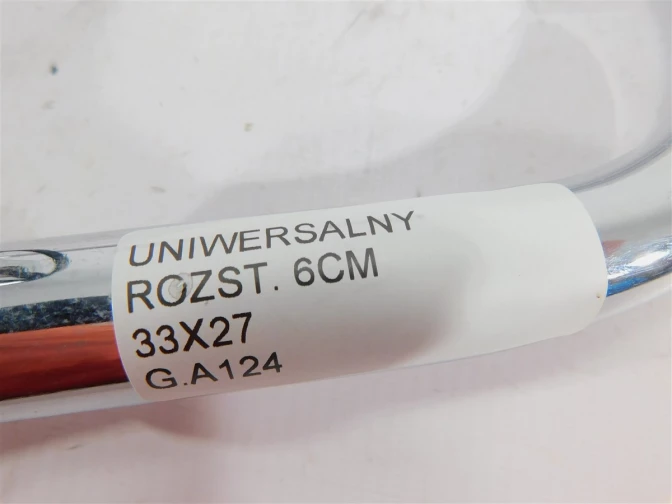 UNIWERSALNY
ROZST. 6CM
33X27
G.A124